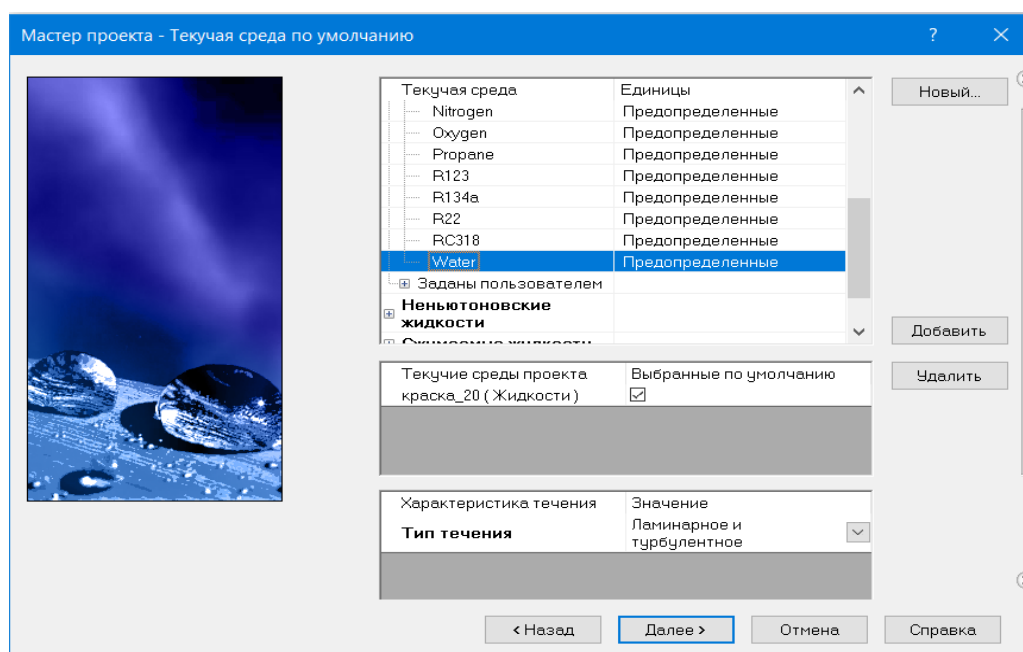 Мастер проекта - Текучая среда по умолчанию ?
Текучая среда Единицы
Новый...
Nitrogen Предопределенные
Oxygen Предопределенные
Propane Предопределенные
R123 Предопределенные
R134a Предопределенные
R22 Предопределенные
RC318 Предопределенные
Water Предопределенные
Заданы пользователем
Неньютоновские
жидкости
Сжимаемые жидкости
Добавить
Текучие среды проекта Выбранные по умолчанию
Удалить
краска_20 ( Жидкости )
Характеристика течения Значение
Тип течения Ламинарное и
турбулентное
< Назад Далее > Отмена Справка